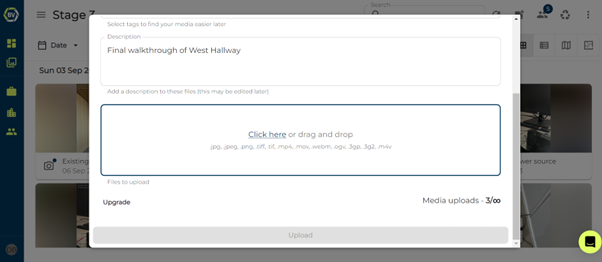 BV
Stage 7
Search
5
Date
Sun 03 Sep 2
Existing
06 Sep 2
wer source
Select tags to find your media easier later
Description
Final walkthrough of West Hallway
Add a description to these files (this may be edited later)
Click here or drag and drop
.jpg, .jpeg, .png, .tiff, .tif, .mp4, .mov, .webm, .ogv, .3gp, .3g2, .m4v
Files to upload
Upgrade
Media uploads - 3/∞
Upload